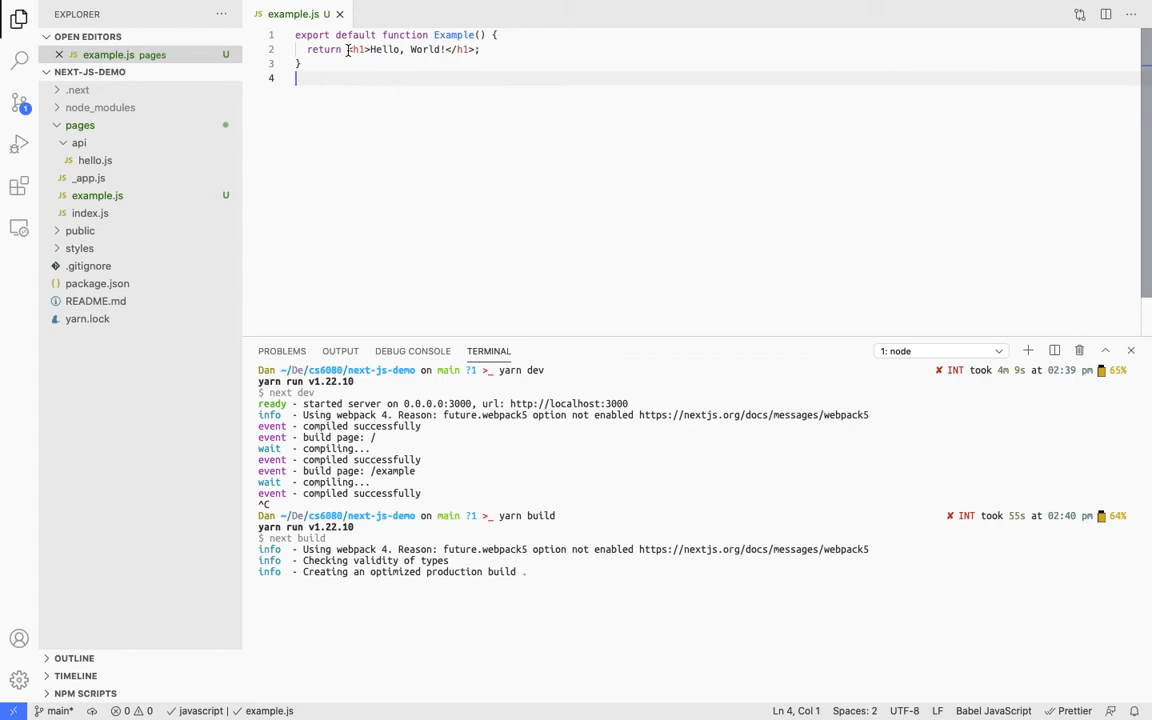 EXPLORER
OPEN EDITORS
JS example.js pages U
NEXT-JS-DEMO
.next
node_modules
pages
api
JS hello.js
JS _app.js
JS example.js U
JS index.js
public
styles
.gitignore
{} package.json
README.md
yarn.lock
OUTLINE
TIMELINE
NPM SCRIPTS
1
JS example.js U
1 export default function Example() {
2 return <h1>Hello, World!</h1>;
3 }
4
PROBLEMS OUTPUT DEBUG CONSOLE TERMINAL 1: node
Dan ~/De/cs6080/next-js-demo on main ?1 >_ yarn dev ✘ INT took 4m 9s at 02:39 pm 65%
yarn run v1.22.10
$ next dev
ready - started server on 0.0.0.0:3000, url: http://localhost:3000
info - Using webpack 4. Reason: future.webpack5 option not enabled https://nextjs.org/docs/messages/webpack5
event - compiled successfully
event - build page: /
wait - compiling...
event - compiled successfully
event - build page: /example
wait - compiling...
event - compiled successfully
^C
Dan ~/De/cs6080/next-js-demo on main ?1 >_ yarn build ✘ INT took 55s at 02:40 pm 64%
yarn run v1.22.10
$ next build
info - Using webpack 4. Reason: future.webpack5 option not enabled https://nextjs.org/docs/messages/webpack5
info - Checking validity of types
info - Creating an optimized production build .
main* 0 0 javascript example.js Ln 4, Col 1 Spaces: 2 UTF-8 LF Babel JavaScript Prettier